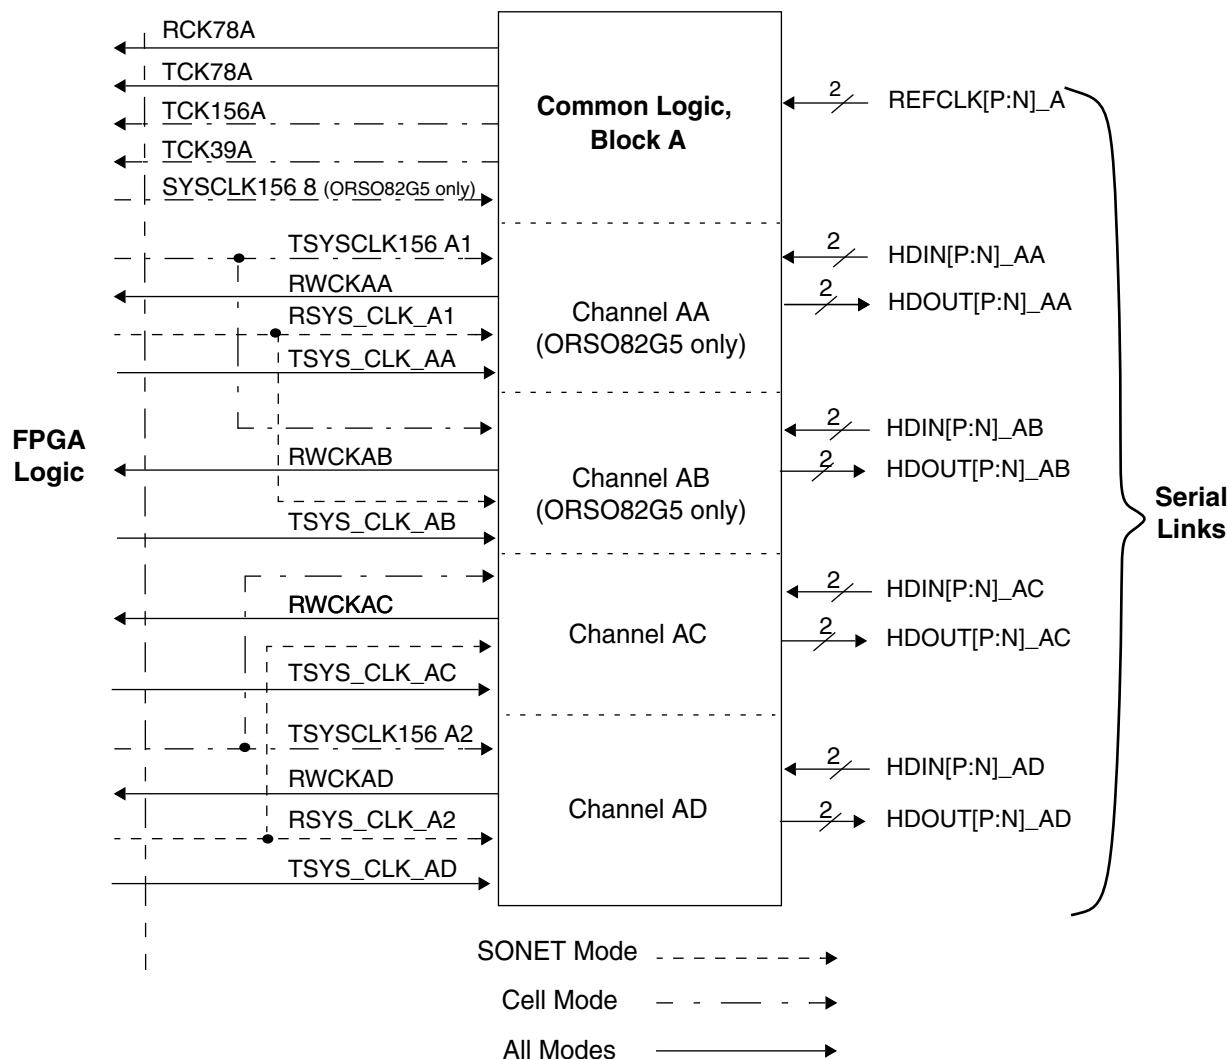 RCK78A
TCK78A
TCK156A
TCK39A
SYSCLK156 8 (ORSO82G5 only)
TSYSCLK156 A1
RWCKAA
RSYS_CLK_A1
TSYS_CLK_AA
FPGA
Logic
RWCKAB
TSYS_CLK_AB
RWCKAC
TSYS_CLK_AC
TSYSCLK156 A2
RWCKAD
RSYS_CLK_A2
TSYS_CLK_AD
Common Logic,
Block A
Channel AA
(ORSO82G5 only)
Channel AB
(ORSO82G5 only)
Channel AC
Channel AD
2 REFCLK[P:N]_A
2 HDIN[P:N]_AA
2 HDOUT[P:N]_AA
2 HDIN[P:N]_AB
2 HDOUT[P:N]_AB
2 HDIN[P:N]_AC
2 HDOUT[P:N]_AC
2 HDIN[P:N]_AD
2 HDOUT[P:N]_AD
Serial
Links
SONET Mode
Cell Mode
All Modes